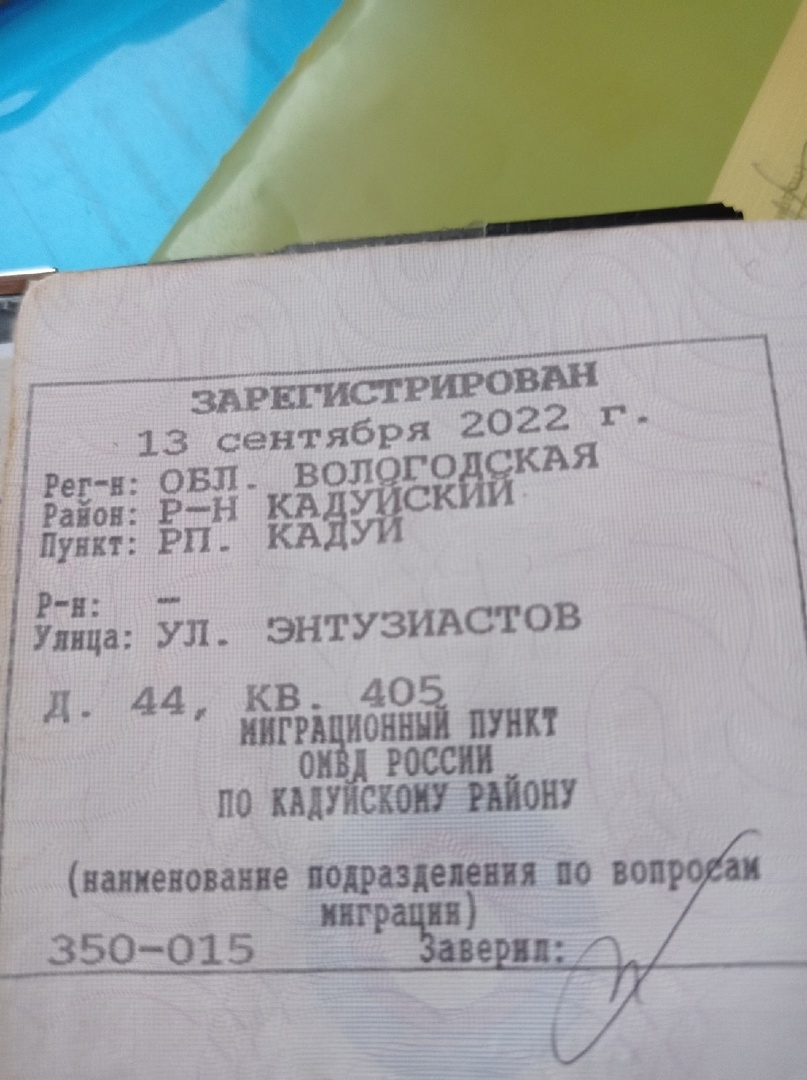 ЗАРЕГИСТРИРОВАН
13 сентября 2022 г.
Рег-н: ОБЛ. ВОЛОГОДСКАЯ
Район: Р-Н КАДУЙСКИЙ
Пункт: РП. КАДУЙ
Р-н: –
Улица: УЛ. ЭНТУЗИАСТОВ
Д. 44, КВ. 405
МИГРАЦИОННЫЙ ПУНКТ
ОМВД РОССИИ
ПО КАДУЙСКОМУ РАЙОНУ
(наименование подразделения по вопросам
миграции)
350-015 Заверил: